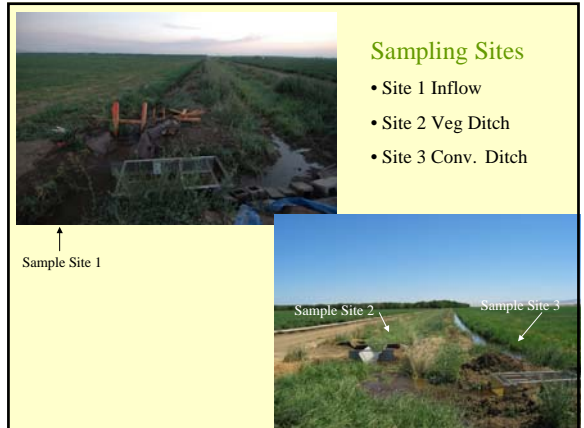 Sampling Sites
• Site 1 Inflow
• Site 2 Veg Ditch
• Site 3 Conv. Ditch
Sample Site 1
Sample Site 2
Sample Site 3